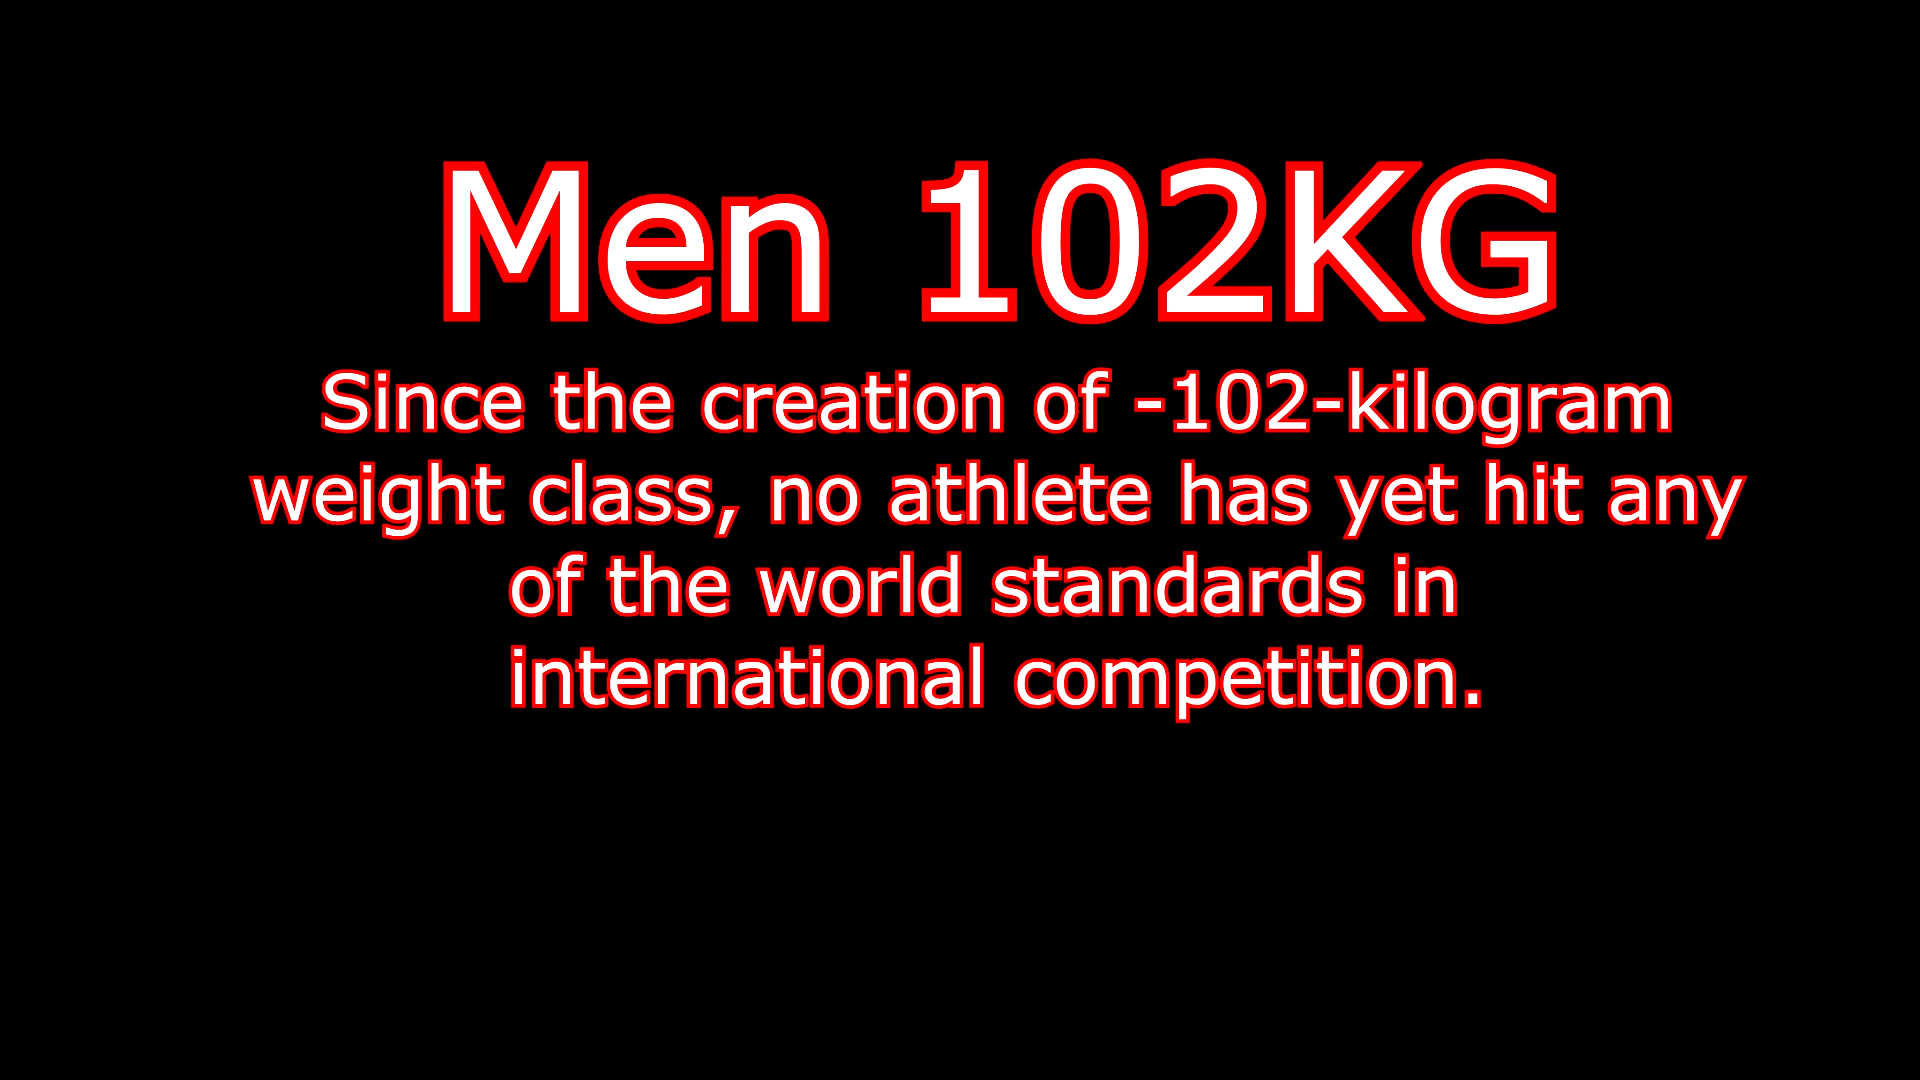 Men 102KG
Since the creation of -102-kilogram
weight class, no athlete has yet hit any
of the world standards in
international competition.